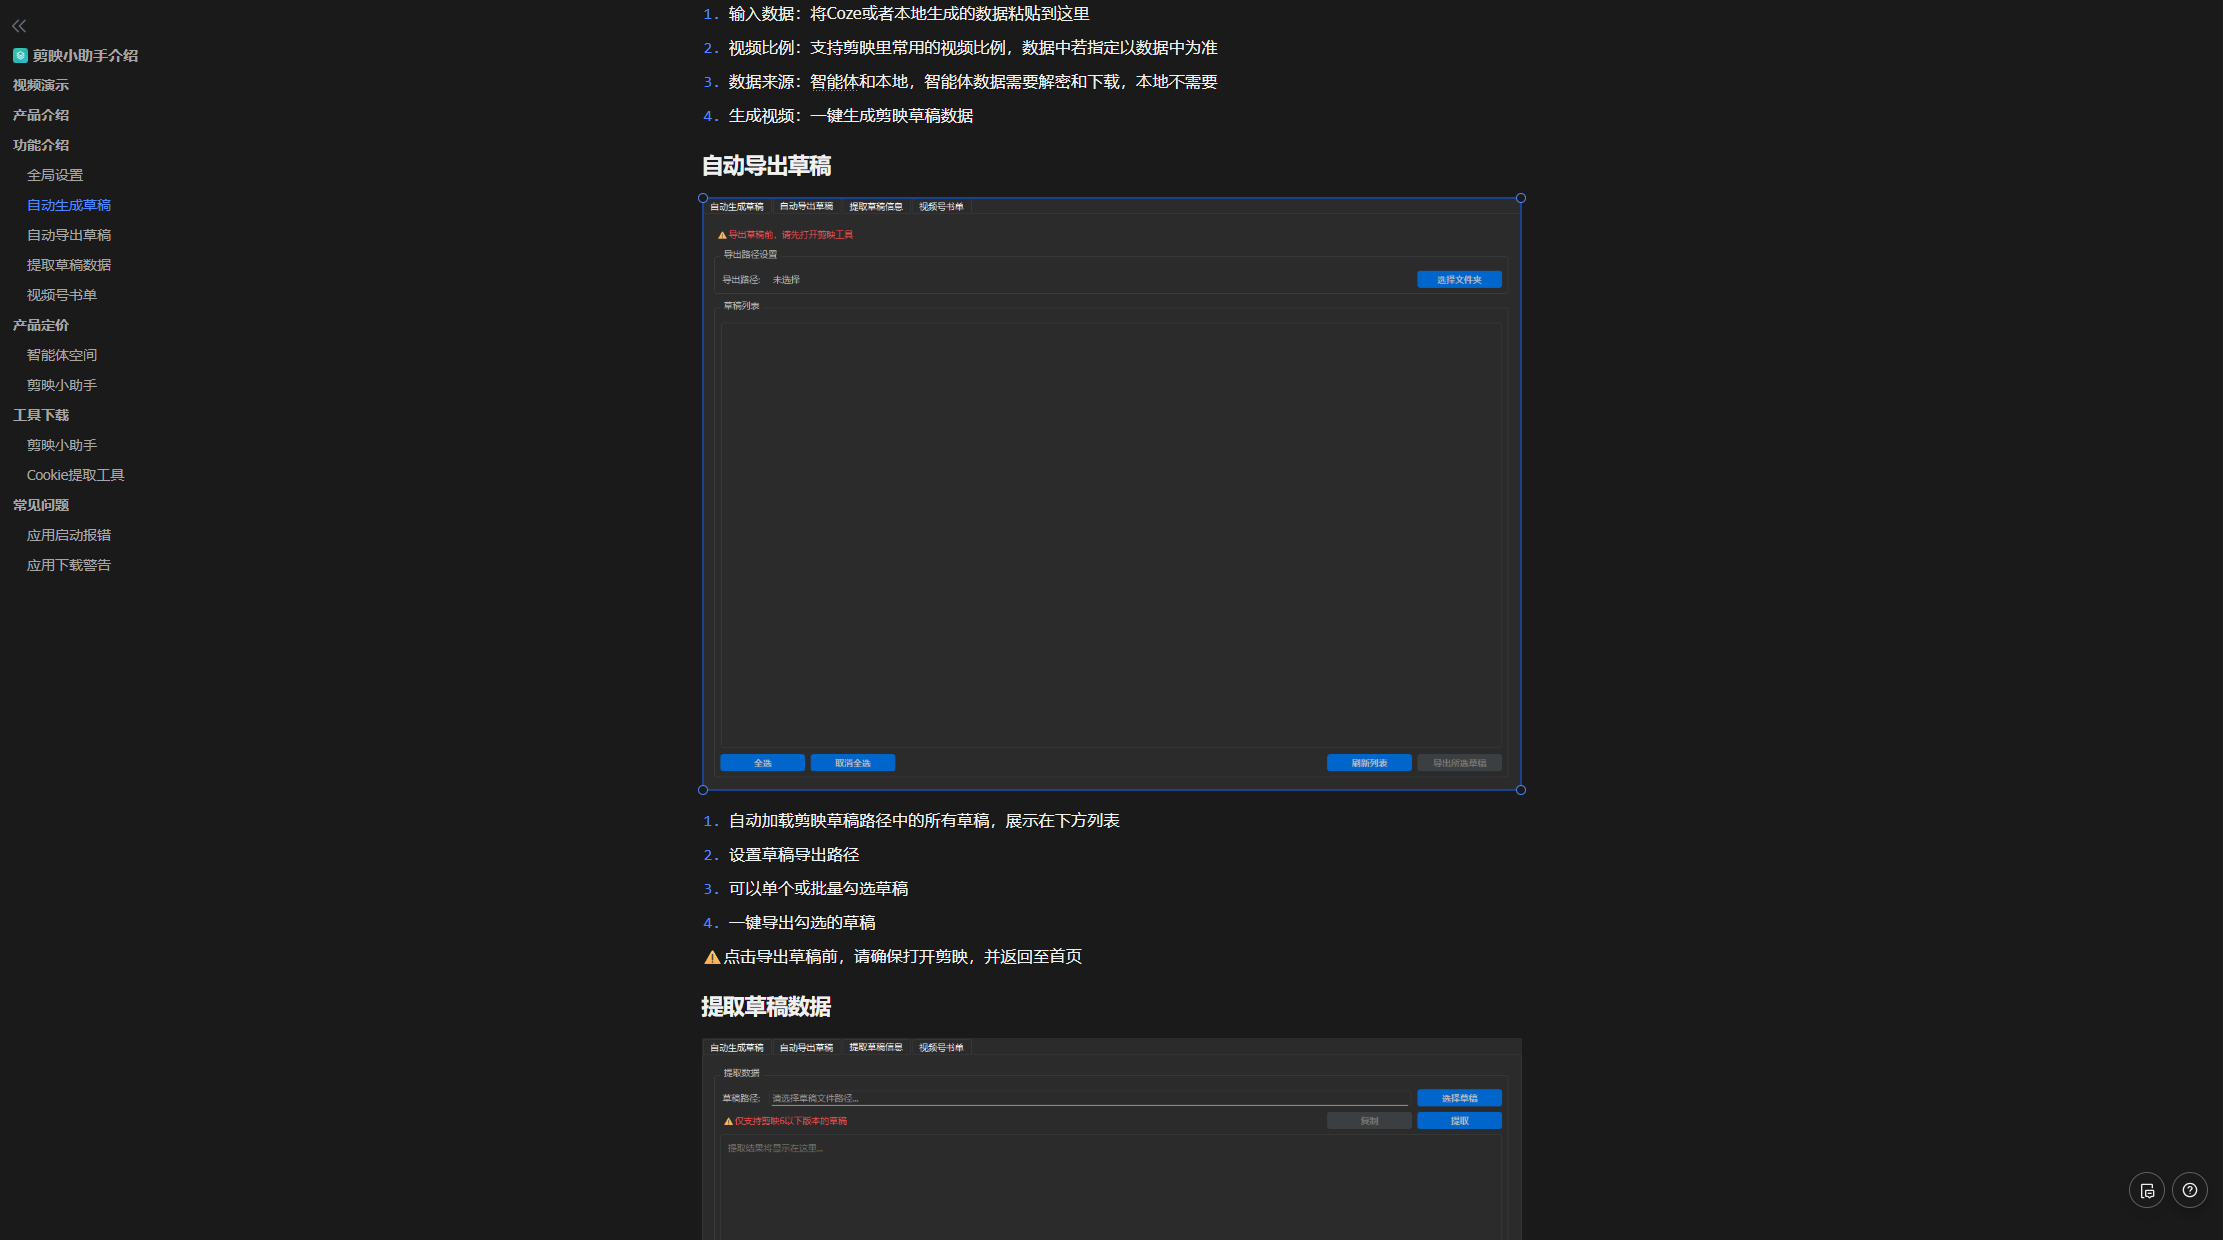 剪映小助手介绍
视频演示
产品介绍
功能介绍
全局设置
自动生成草稿
自动导出草稿
提取草稿数据
视频号书单
产品定价
智能体空间
剪映小助手
工具下载
剪映小助手
Cookie提取工具
常见问题
应用启动报错
应用下载警告
1. 输入数据：将Coze或者本地生成的数据粘贴到这里
2. 视频比例：支持剪映里常用的视频比例，数据中若指定以数据中为准
3. 数据来源：智能体和本地，智能体数据需要解密和下载，本地不需要
4. 生成视频：一键生成剪映草稿数据
自动导出草稿
自动生成草稿 自动导出草稿 提取草稿信息 视频号书单
导出草稿前，请先打开剪映工具
导出路径设置
导出路径: 未选择 选择文件夹
草稿列表
全选 取消全选 刷新列表 导出所选草稿
1. 自动加载剪映草稿路径中的所有草稿，展示在下方列表
2. 设置草稿导出路径
3. 可以单个或批量勾选草稿
4. 一键导出勾选的草稿
⚠️点击导出草稿前，请确保打开剪映，并返回至首页
提取草稿数据
自动生成草稿 自动导出草稿 提取草稿信息 视频号书单
提取数据
草稿路径: 请选择草稿文件路径... 选择草稿
仅支持剪映6以下版本的草稿 复制 提取
提取结果将显示在这里...